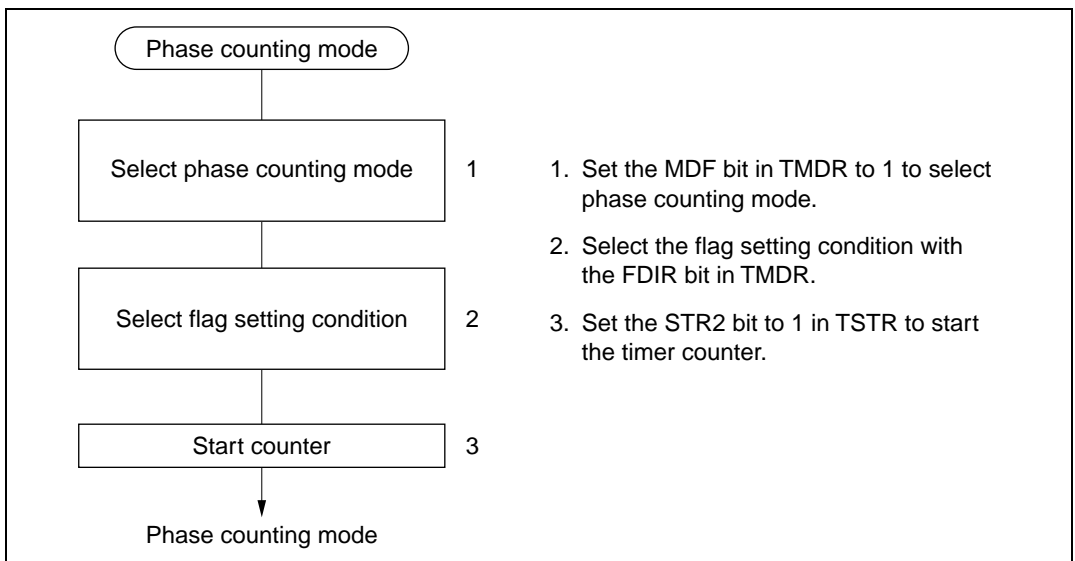 Phase counting mode
Select phase counting mode 1
Select flag setting condition 2
Start counter 3
Phase counting mode
1. Set the MDF bit in TMDR to 1 to select
phase counting mode.
2. Select the flag setting condition with
the FDIR bit in TMDR.
3. Set the STR2 bit to 1 in TSTR to start
the timer counter.